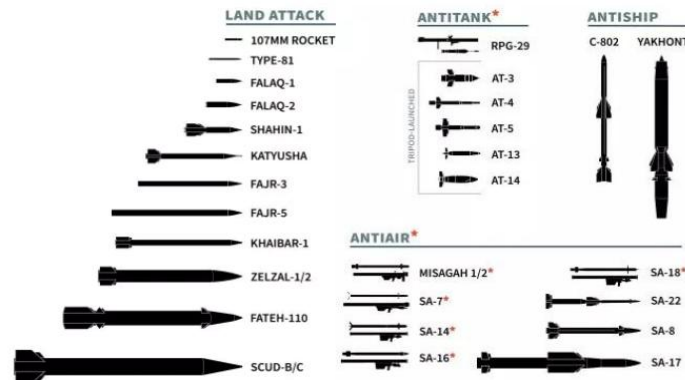 LAND ATTACK
107MM ROCKET
TYPE-81
FALAQ-1
FALAQ-2
SHAHIN-1
KATYUSHA
FAJR-3
FAJR-5
KHAIBAR-1
ZELZAL-1/2
FATEH-110
SCUD-B/C
ANTITANK*
RPG-29
TRIPOD-LAUNCHED
AT-3
AT-4
AT-5
AT-13
AT-14
ANTISHIP
C-802 YAKHONT
ANTIAIR*
MISAGAH 1/2*
SA-7*
SA-14*
SA-16*
SA-18*
SA-22
SA-8
SA-17